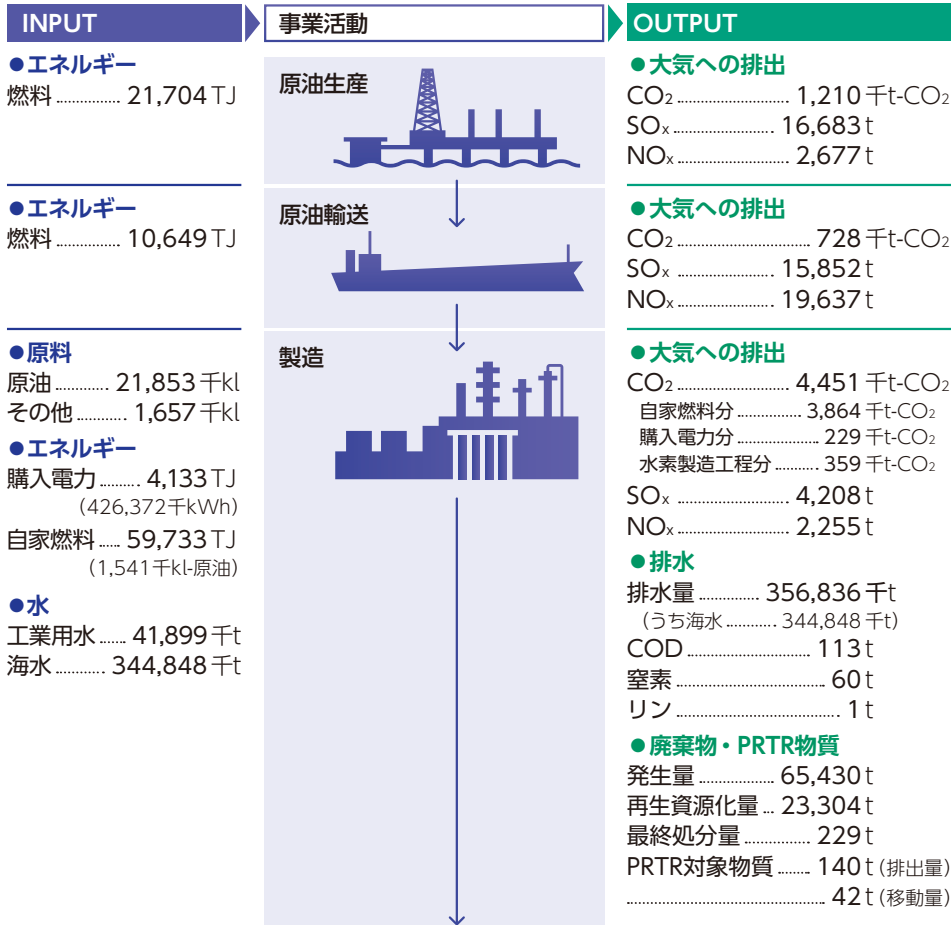 INPUT
事業活動
OUTPUT
●エネルギー
燃料 21,704 TJ
原油生産
●大気への排出
CO₂ 1,210 千t-CO₂
SOx 16,683 t
NOx 2,677 t
●エネルギー
燃料 10,649 TJ
原油輸送
●大気への排出
CO₂ 728 千t-CO₂
SOx 15,852 t
NOx 19,637 t
●原料
原油 21,853 千kl
その他 1,657 千kl
●エネルギー
購入電力 4,133 TJ
(426,372千kWh)
自家燃料 59,733 TJ
(1,541千kl-原油)
●水
工業用水 41,899 千t
海水 344,848 千t
製造
●大気への排出
CO₂ 4,451 千t-CO₂
自家燃料分 3,864 千t-CO₂
購入電力分 229 千t-CO₂
水素製造工程分 359 千t-CO₂
SOx 4,208 t
NOx 2,255 t
●排水
排水量 356,836 千t
(うち海水 344,848 千t)
COD 113 t
窒素 60 t
リン 1 t
●廃棄物・PRTR物質
発生量 65,430 t
再生資源化量 23,304 t
最終処分量 229 t
PRTR対象物質 140 t (排出量)
42 t (移動量)